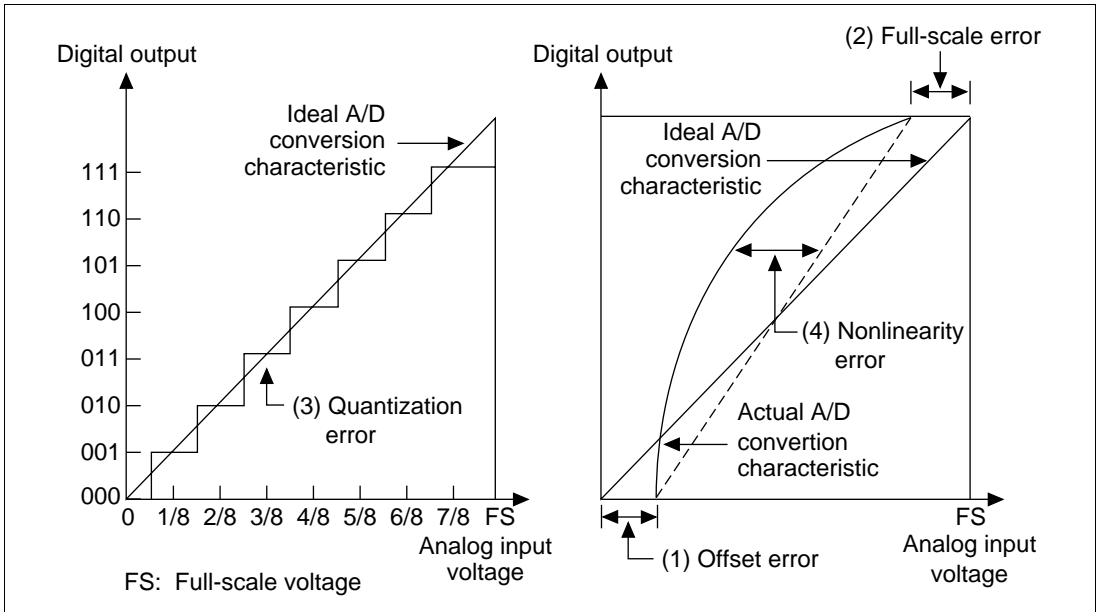 Digital output
Ideal A/D
conversion
characteristic
111
110
101
100
011
010
001
000
(3) Quantization
error
0 1/8 2/8 3/8 4/8 5/8 6/8 7/8 FS
Analog input
voltage
FS: Full-scale voltage
(2) Full-scale error
Digital output
Ideal A/D
conversion
characteristic
(4) Nonlinearity
error
Actual A/D
convertion
characteristic
FS
Analog input
voltage
(1) Offset error